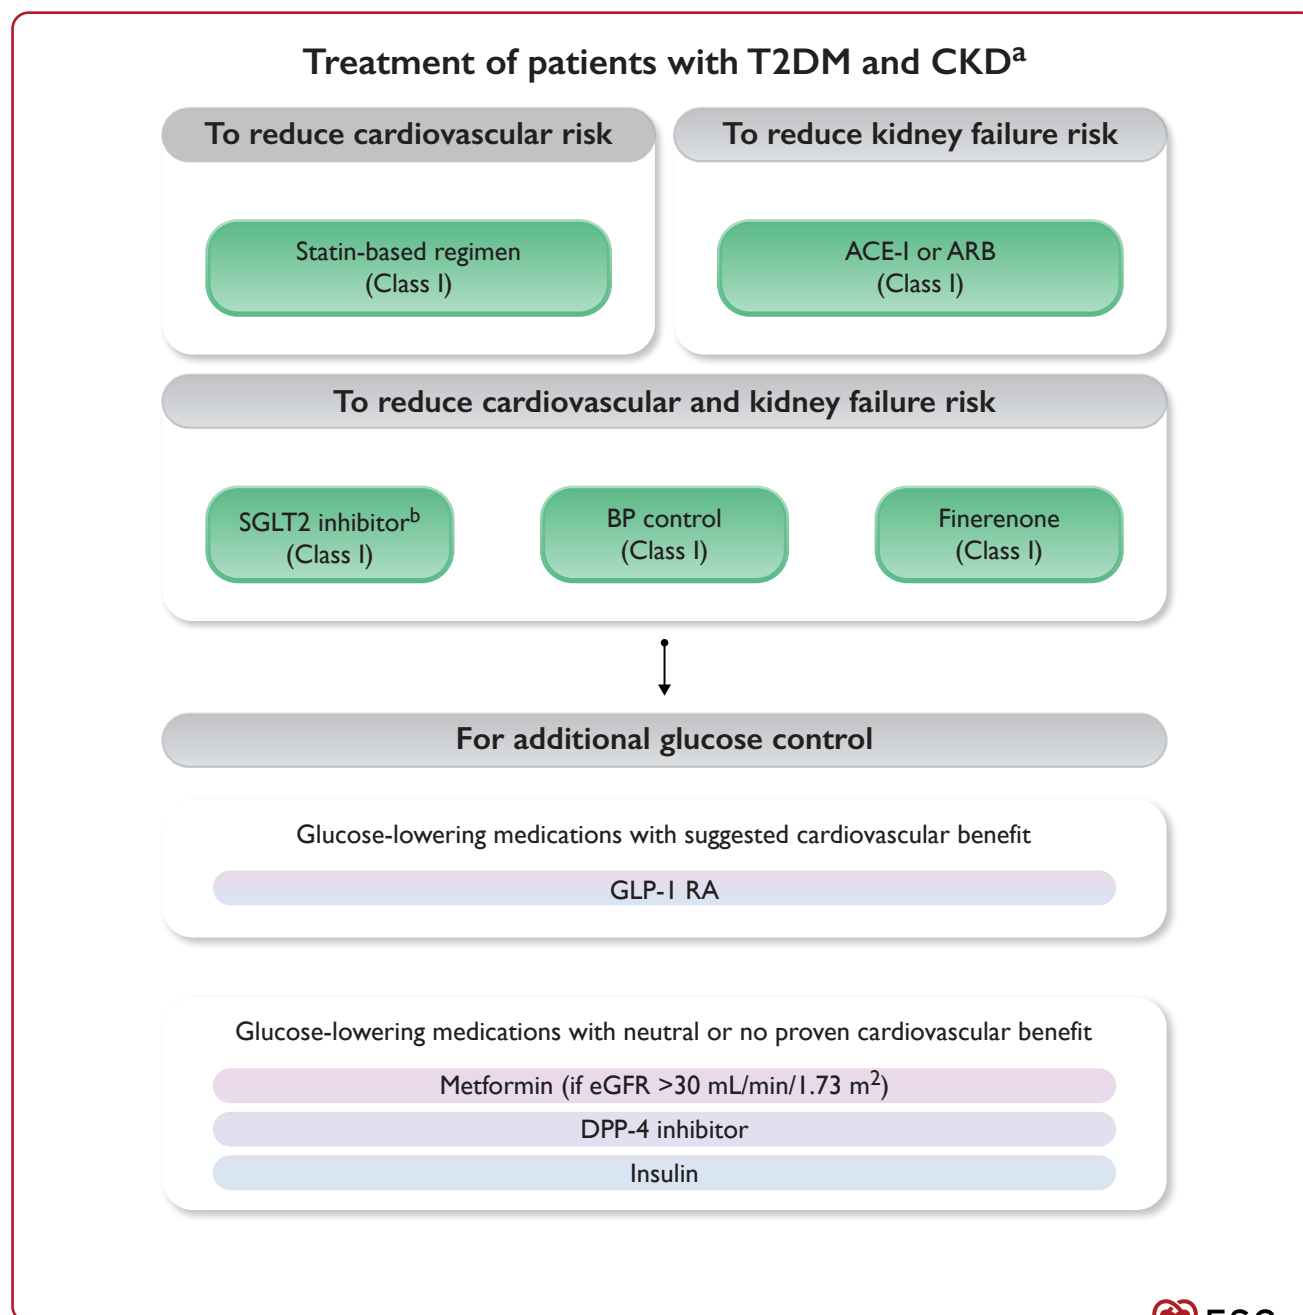 Treatment of patients with T2DM and CKDᵃ
To reduce cardiovascular risk
To reduce kidney failure risk
Statin-based regimen
(Class I)
ACE-I or ARB
(Class I)
To reduce cardiovascular and kidney failure risk
SGLT2 inhibitorᵇ
(Class I)
BP control
(Class I)
Finerenone
(Class I)
For additional glucose control
Glucose-lowering medications with suggested cardiovascular benefit
GLP-1 RA
Glucose-lowering medications with neutral or no proven cardiovascular benefit
Metformin (if eGFR >30 mL/min/1.73 m²)
DPP-4 inhibitor
Insulin